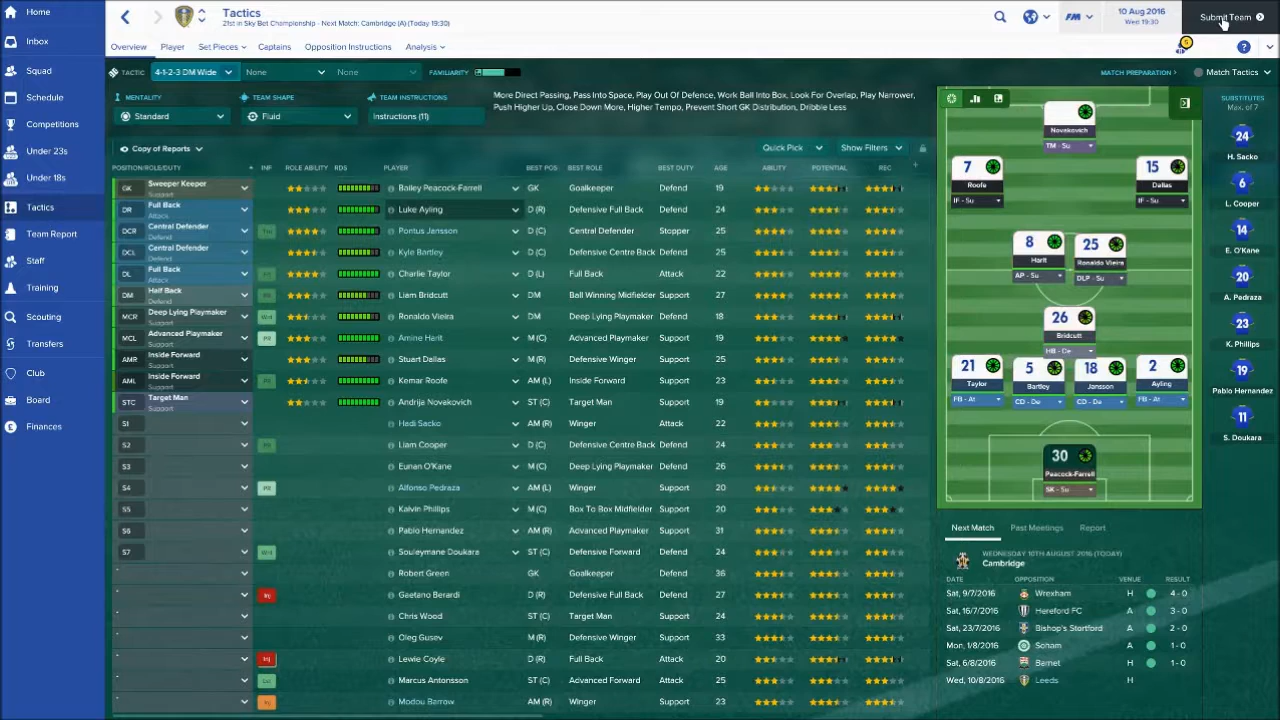 Home
Inbox
Squad
Schedule
Competitions
Under 23s
Under 18s
Tactics
Team Report
Staff
Training
Scouting
Transfers
Club
Board
Finances
Tactics
21st in Sky Bet Championship - Next Match: Cambridge (A) (Today 19:30)
FM
10 Aug 2016
Wed 19:30
Submit Team
Overview Player Set Pieces Captains Opposition Instructions Analysis
TACTIC 4-1-2-3 DM Wide None None FAMILIARITY
MATCH PREPARATION > Match Tactics
MENTALITY TEAM SHAPE TEAM INSTRUCTIONS
Standard Fluid Instructions (11)
More Direct Passing, Pass Into Space, Play Out Of Defence, Work Ball Into Box, Look For Overlap, Play Narrower,
Push Higher Up, Close Down More, Higher Tempo, Prevent Short GK Distribution, Dribble Less
Copy of Reports Quick Pick Show Filters
POSITION/ROLE/DUTY INF ROLE ABILITY RDS PLAYER BEST POS BEST ROLE BEST DUTY AGE ABILITY POTENTIAL REC
GK Sweeper Keeper Support Bailey Peacock-Farrell GK Goalkeeper Defend 19
DR Full Back Attack Luke Ayling D (R) Defensive Full Back Defend 24
DCR Central Defender Defend Pontus Jansson D (C) Central Defender Stopper 25
DCL Central Defender Defend Kyle Bartley D (C) Defensive Centre Back Defend 25
DL Full Back Attack PR Charlie Taylor D (L) Full Back Attack 22
DM Half Back Defend PR Liam Bridcutt DM Ball Winning Midfielder Support 27
MCR Deep Lying Playmaker Support Wnt Ronaldo Vieira DM Deep Lying Playmaker Defend 18
MCL Advanced Playmaker Support PR Amine Harit M (C) Advanced Playmaker Support 19
AMR Inside Forward Support Stuart Dallas M (R) Defensive Winger Support 25
AML Inside Forward Support PR Kemar Roofe AM (L) Inside Forward Support 23
STC Target Man Support Andrija Novakovich ST (C) Target Man Support 19
S1 Hadi Sacko AM (R) Winger Attack 22
S2 PR Liam Cooper D (C) Defensive Centre Back Defend 24
S3 Eunan O'Kane M (C) Deep Lying Playmaker Defend 26
S4 PR Alfonso Pedraza AM (L) Winger Support 20
S5 Kalvin Phillips M (C) Box To Box Midfielder Support 20
S6 Pablo Hernandez AM (R) Advanced Playmaker Support 31
S7 Wnt Souleymane Doukara ST (C) Defensive Forward Defend 24
- Robert Green GK Goalkeeper Defend 36
- Inj Gaetano Berardi D (R) Defensive Full Back Defend 27
- Chris Wood ST (C) Target Man Support 24
- Oleg Gusev M (R) Defensive Winger Support 33
- Inj Lewie Coyle D (R) Full Back Attack 20
- Marcus Antonsson ST (C) Advanced Forward Attack 25
- Inj Modou Barrow AM (R) Winger Support 23
Novakovich
TM - Su
7 15
Roofe Dallas
IF - Su IF - Su
8 25
Harit Ronaldo Vieira
AP - Su DLP - Su
26
Bridcutt
HB - De
21 5 18 2
Taylor Bartley Jansson Ayling
FB - At CD - De CD - De FB - At
30
Peacock-Farrell
SK - Su
SUBSTITUTES
Max. of 7
24
H. Sacko
6
L. Cooper
14
E. O'Kane
20
A. Pedraza
23
K. Phillips
19
Pablo Hernandez
11
S. Doukara
Next Match Past Meetings Report
WEDNESDAY 10TH AUGUST 2016 (TODAY)
Cambridge
DATE OPPOSITION VENUE RESULT
Sat, 9/7/2016 Wrexham H 4 - 0
Sat, 16/7/2016 Hereford FC A 3 - 0
Sat, 23/7/2016 Bishop's Stortford A 2 - 0
Mon, 1/8/2016 Soham A 1 - 0
Sat, 6/8/2016 Barnet H 1 - 0
Wed, 10/8/2016 Leeds H